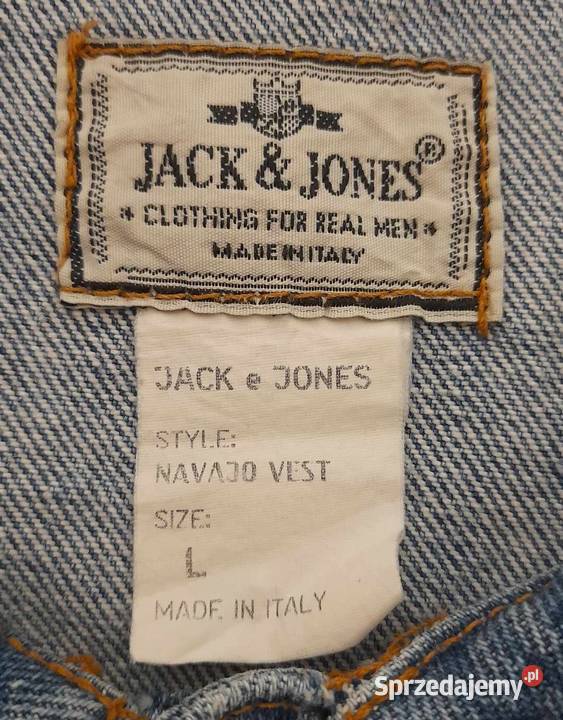 JACK & JONES®
* CLOTHING FOR REAL MEN *
MADE IN ITALY
JACK e JONES
STYLE:
NAVAJO VEST
SIZE:
L
MADE IN ITALY
Sprzedajemy.pl